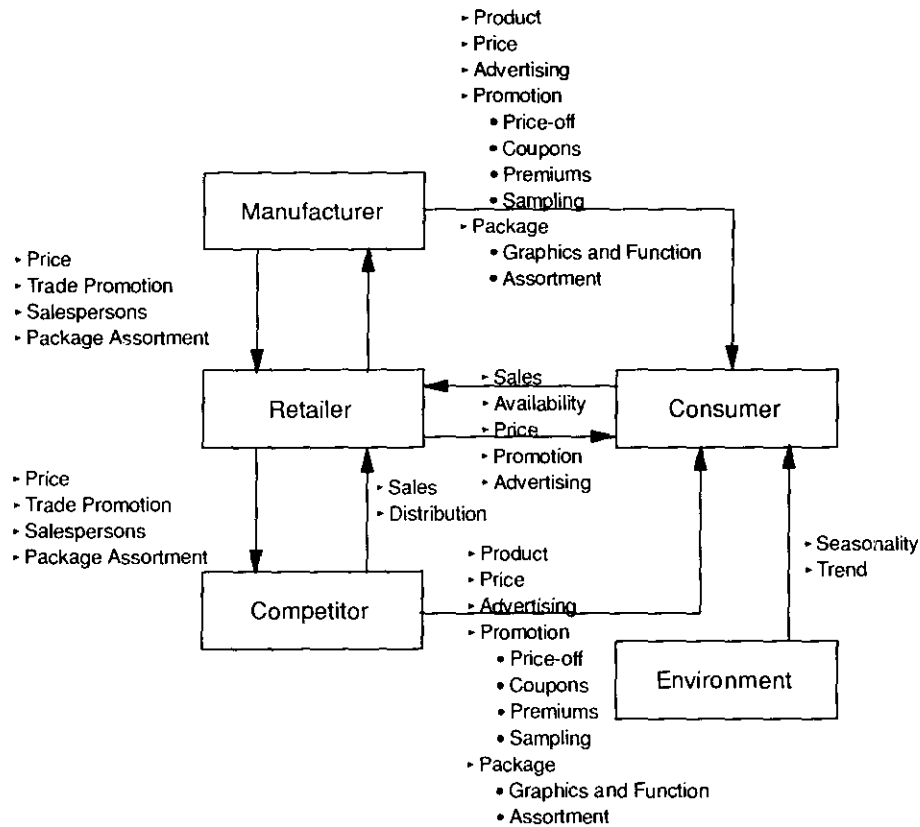 ▸ Product
▸ Price
▸ Advertising
▸ Promotion
• Price-off
• Coupons
• Premiums
• Sampling
▸ Package
• Graphics and Function
• Assortment
Manufacturer
▸ Price
▸ Trade Promotion
▸ Salespersons
▸ Package Assortment
Retailer
▸ Sales
▸ Availability
▸ Price
▸ Promotion
▸ Advertising
Consumer
▸ Price
▸ Trade Promotion
▸ Salespersons
▸ Package Assortment
▸ Sales
▸ Distribution
Competitor
▸ Product
▸ Price
▸ Advertising
▸ Promotion
• Price-off
• Coupons
• Premiums
• Sampling
▸ Package
• Graphics and Function
• Assortment
▸ Seasonality
▸ Trend
Environment